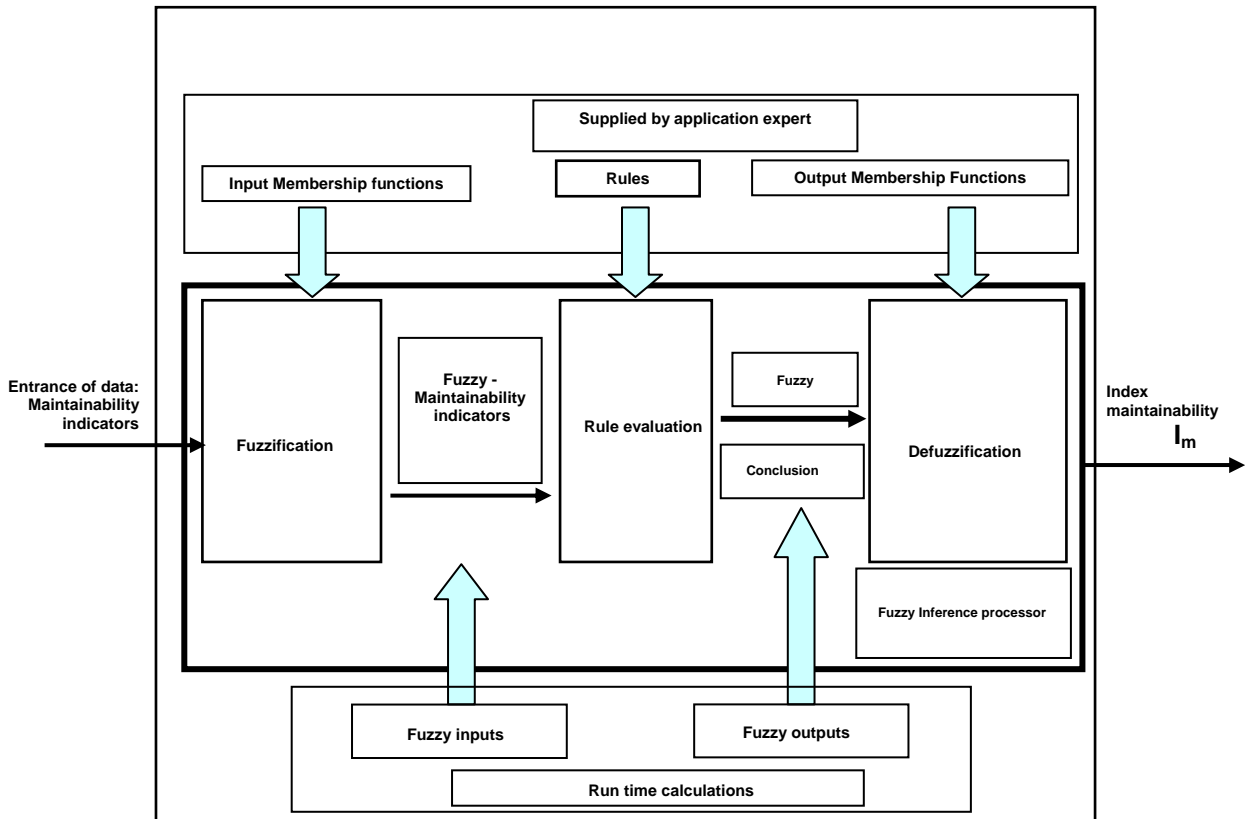 Supplied by application expert
Input Membership functions
Rules
Output Membership Functions
Entrance of data:
Maintainability
indicators
Fuzzification
Fuzzy -
Maintainability
indicators
Rule evaluation
Fuzzy
Conclusion
Defuzzification
Index
maintainability
Im
Fuzzy Inference processor
Fuzzy inputs
Fuzzy outputs
Run time calculations